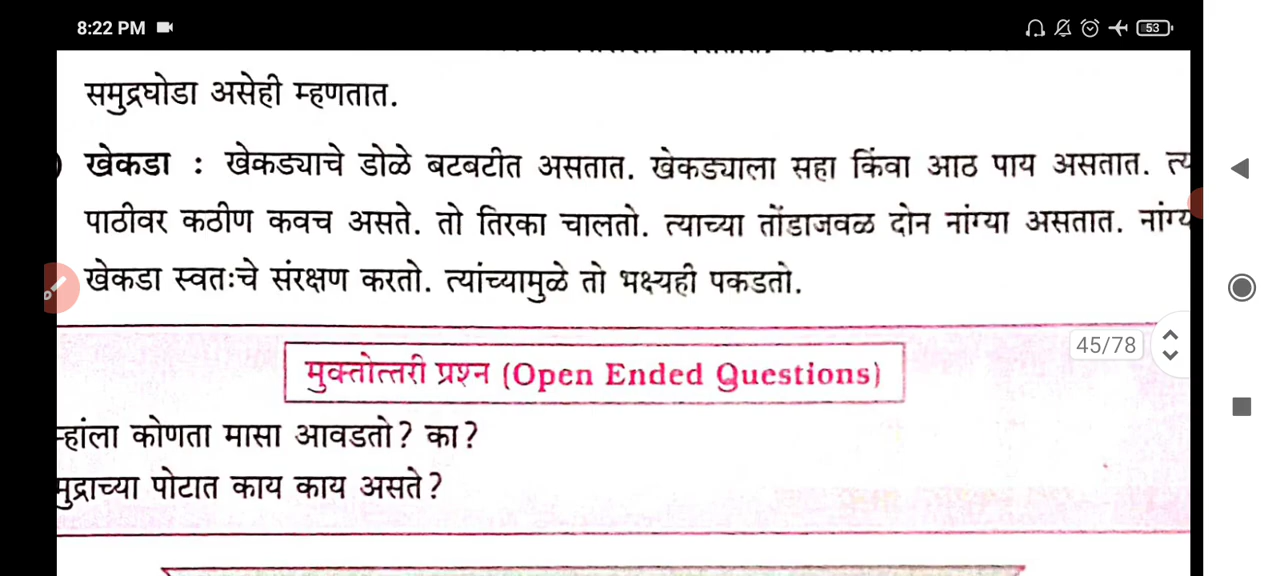 8:22 PM
53
समुद्रघोडा असेही म्हणतात.
खेकडा : खेकड्याचे डोळे बटबटीत असतात. खेकड्याला सहा किंवा आठ पाय असतात.
पाठीवर कठीण कवच असते. तो तिरका चालतो. त्याच्या तोंडाजवळ दोन नांग्या असतात.
खेकडा स्वतःचे संरक्षण करतो. त्यांच्यामुळे तो भक्ष्यही पकडतो.
45/78
मुक्तोत्तरी प्रश्न (Open Ended Questions)
कोणता मासा आवडतो? का?
पोटात काय काय असते?